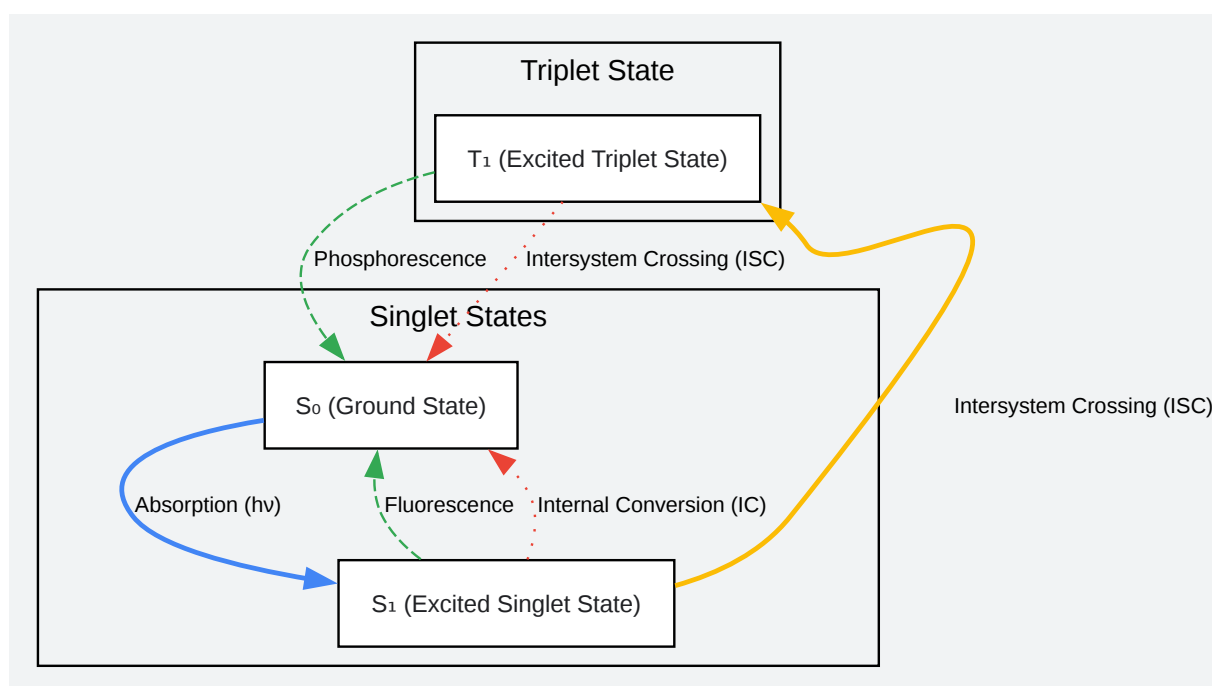 Triplet State
T₁ (Excited Triplet State)
Phosphorescence
Intersystem Crossing (ISC)
Singlet States
S₀ (Ground State)
Intersystem Crossing (ISC)
Absorption (hν)
Fluorescence
Internal Conversion (IC)
S₁ (Excited Singlet State)